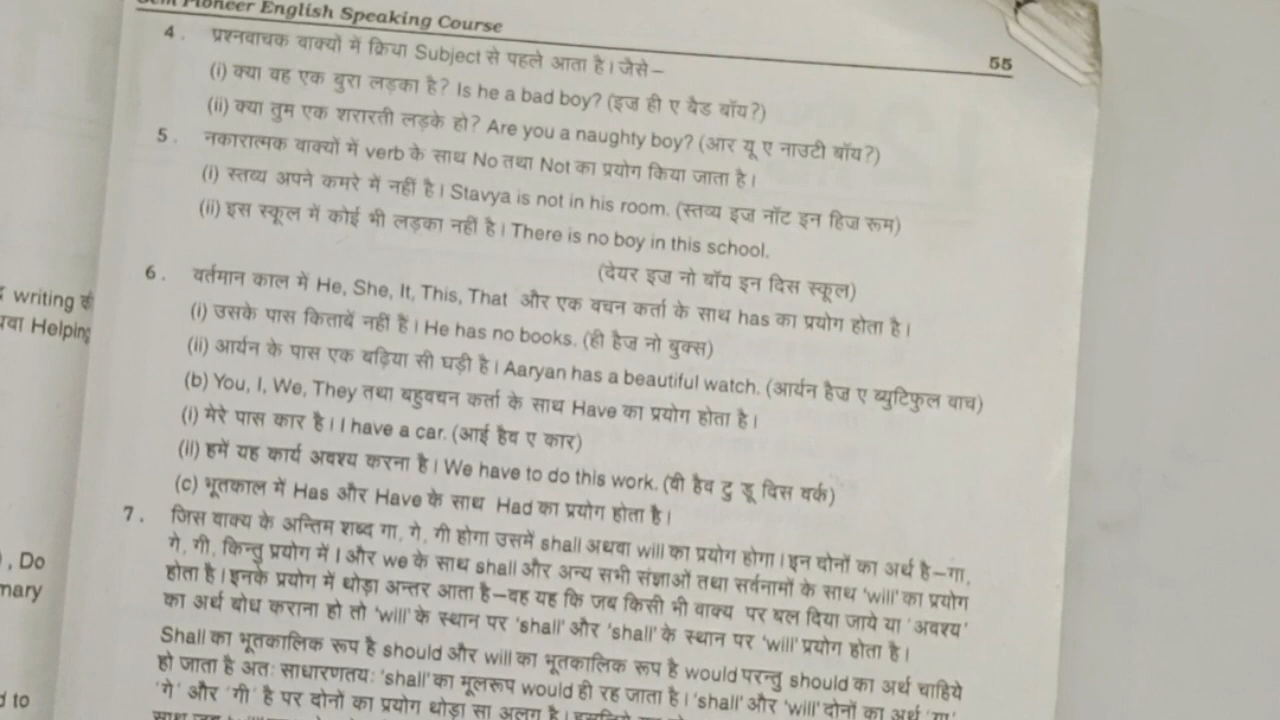 Pioneer English Speaking Course
55
4. प्रश्नवाचक वाक्यों में क्रिया Subject से पहले आता है। जैसे–
(i) क्या वह एक बुरा लड़का है? Is he a bad boy? (इज ही ए बैड बॉय?)
(ii) क्या तुम एक शरारती लड़के हो? Are you a naughty boy? (आर यू ए नाउटी बॉय?)
5. नकारात्मक वाक्यों में verb के साथ No तथा Not का प्रयोग किया जाता है।
(i) स्तव्य अपने कमरे में नहीं है। Stavya is not in his room. (स्तव्य इज नॉट इन हिज रूम)
(ii) इस स्कूल में कोई भी लड़का नहीं है। There is no boy in this school.
(देयर इज नो बॉय इन दिस स्कूल)
6. वर्तमान काल में He, She, It, This, That और एक वचन कर्ता के साथ has का प्रयोग होता है।
(i) उसके पास किताबें नहीं हैं। He has no books. (ही हैज नो बुक्स)
(ii) आर्यन के पास एक बढ़िया सी घड़ी है। Aaryan has a beautiful watch. (आर्यन हैज ए ब्युटिफुल वाच)
(b) You, I, We, They तथा बहुवचन कर्ता के साथ Have का प्रयोग होता है।
(i) मेरे पास कार है। I have a car. (आई हैव ए कार)
(ii) हमें यह कार्य अवश्य करना है। We have to do this work. (वी हैव टु डू दिस वर्क)
(c) भूतकाल में Has और Have के साथ Had का प्रयोग होता है।
7. जिस वाक्य के अन्तिम शब्द गा, गे, गी होगा उसमें shall अथवा will का प्रयोग होगा। इन दोनों का अर्थ है–गा,
गे, गी, किन्तु प्रयोग में I और we के साथ shall और अन्य सभी संज्ञाओं तथा सर्वनामों के साथ 'will' का प्रयोग
होता है। इनके प्रयोग में थोड़ा अन्तर आता है–वह यह कि जब किसी भी वाक्य पर बल दिया जाये या 'अवश्य'
का अर्थ बोध कराना हो तो 'will' के स्थान पर 'shall' और 'shall' के स्थान पर 'will' प्रयोग होता है।
Shall का भूतकालिक रूप है should और will का भूतकालिक रूप है would परन्तु should का अर्थ चाहिये
हो जाता है अतः साधारणतयः 'shall' का मूलरूप would ही रह जाता है। 'shall' और 'will' दोनों का अर्थ 'गा'
'गे' और 'गी' है पर दोनों का प्रयोग थोड़ा सा अलग है।
writing की
Helping
, Do
to